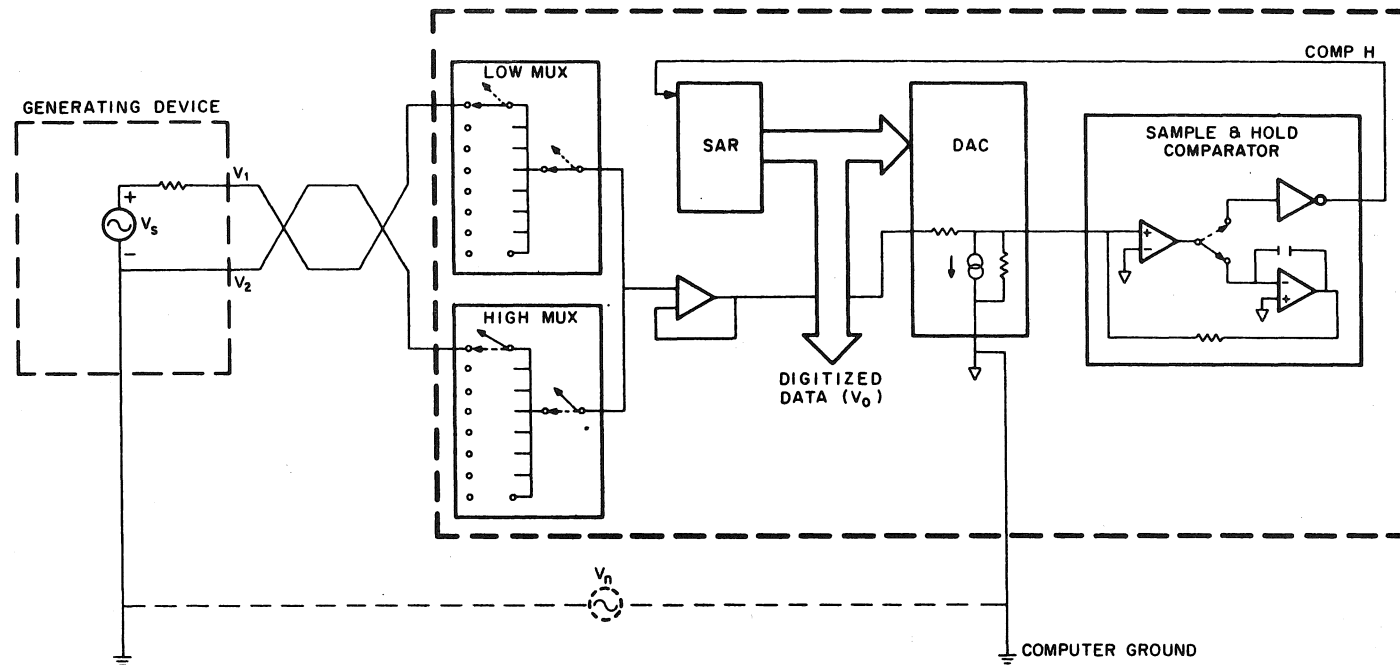 COMP H
LOW MUX
GENERATING DEVICE
SAR
DAC
SAMPLE & HOLD
COMPARATOR
V1
+
Vs
−
V2
+
−
HIGH MUX
−
+
DIGITIZED
DATA (Vo)
Vn
COMPUTER GROUND